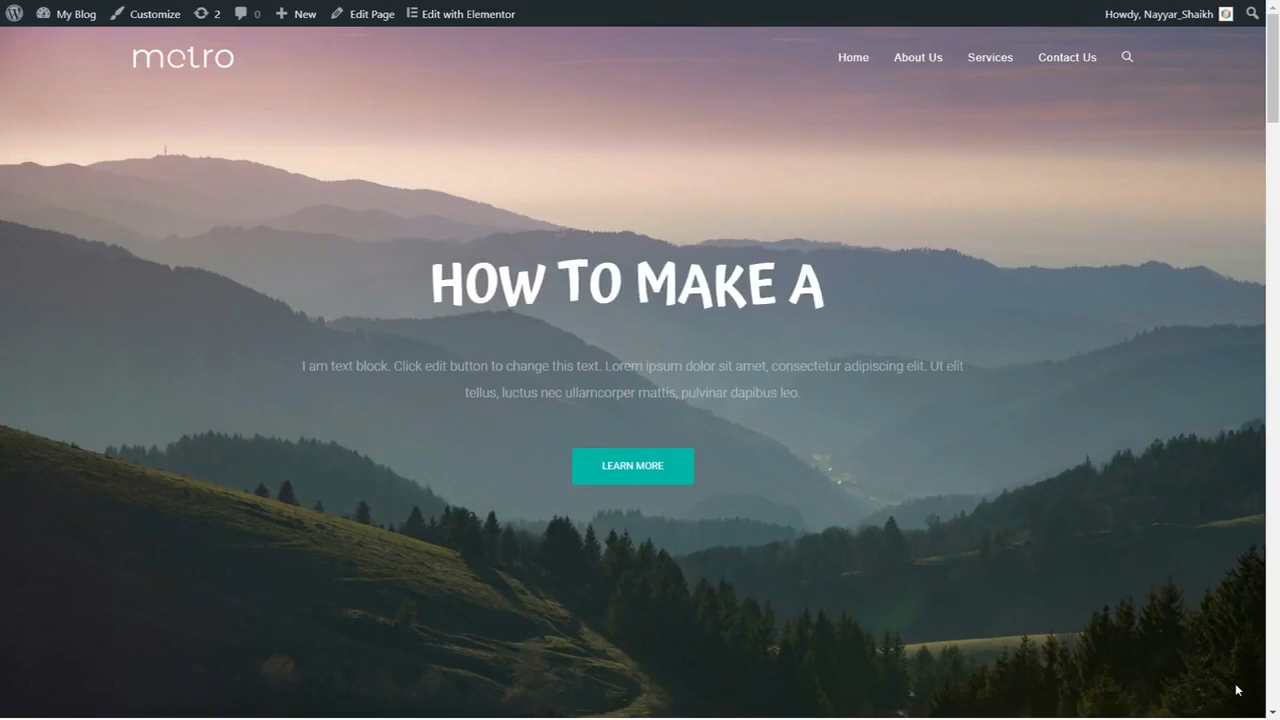 My Blog Customize 2 0 New Edit Page Edit with Elementor Howdy, Nayyar_Shaikh
metro Home About Us Services Contact Us
HOW TO MAKE A
I am text block. Click edit button to change this text. Lorem ipsum dolor sit amet, consectetur adipiscing elit. Ut elit
tellus, luctus nec ullamcorper mattis, pulvinar dapibus leo.
LEARN MORE